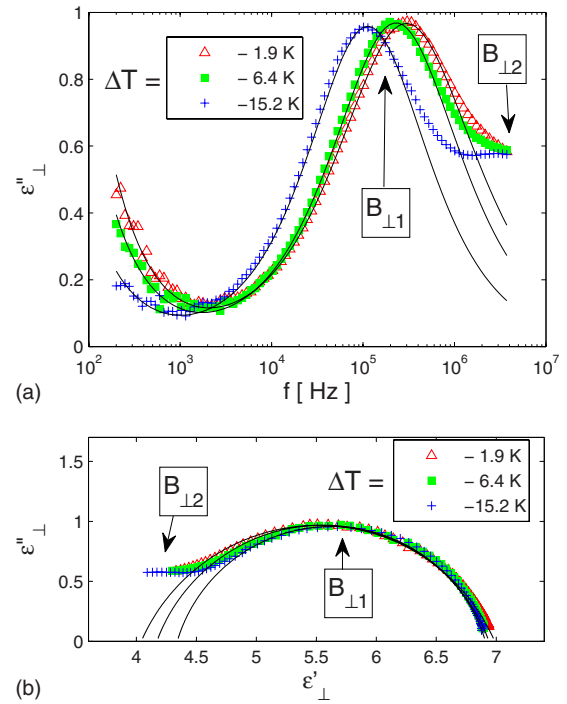 1
0.8
0.6
0.4
0.2
0
ε''⊥
ΔT =
− 1.9 K
− 6.4 K
−15.2 K
B⊥2
B⊥1
10² 10³ 10⁴ 10⁵ 10⁶ 10⁷
f [ Hz]
(a)
1.5
1
0.5
0
ε''⊥
B⊥2
ΔT =
− 1.9 K
− 6.4 K
−15.2 K
B⊥1
4 4.5 5 5.5 6 6.5 7
ε'⊥
(b)